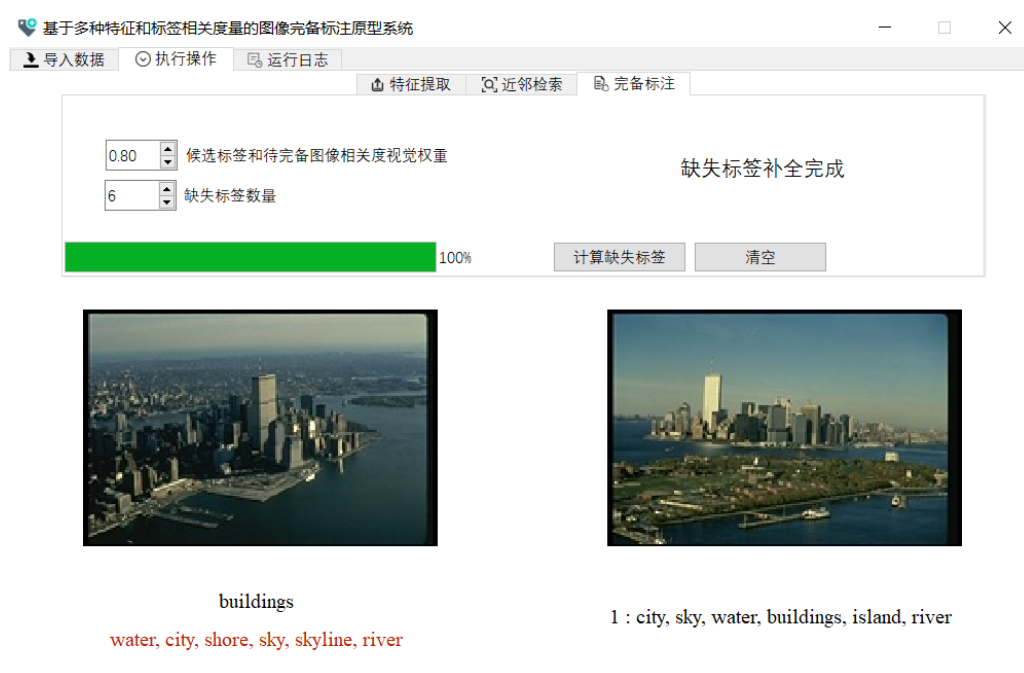 基于多种特征和标签相关度量的图像完备标注原型系统
导入数据 执行操作 运行日志
特征提取 近邻检索 完备标注
0.80 候选标签和待完备图像相关度视觉权重
缺失标签补全完成
6 缺失标签数量
100% 计算缺失标签 清空
buildings
water, city, shore, sky, skyline, river
1 : city, sky, water, buildings, island, river